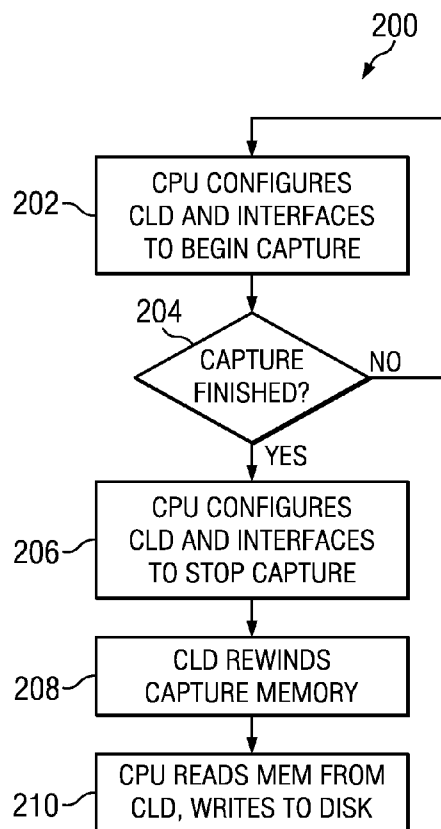 200
202
CPU CONFIGURES
CLD AND INTERFACES
TO BEGIN CAPTURE
204
CAPTURE
FINISHED?
NO
YES
206
CPU CONFIGURES
CLD AND INTERFACES
TO STOP CAPTURE
208
CLD REWINDS
CAPTURE MEMORY
210
CPU READS MEM FROM
CLD, WRITES TO DISK